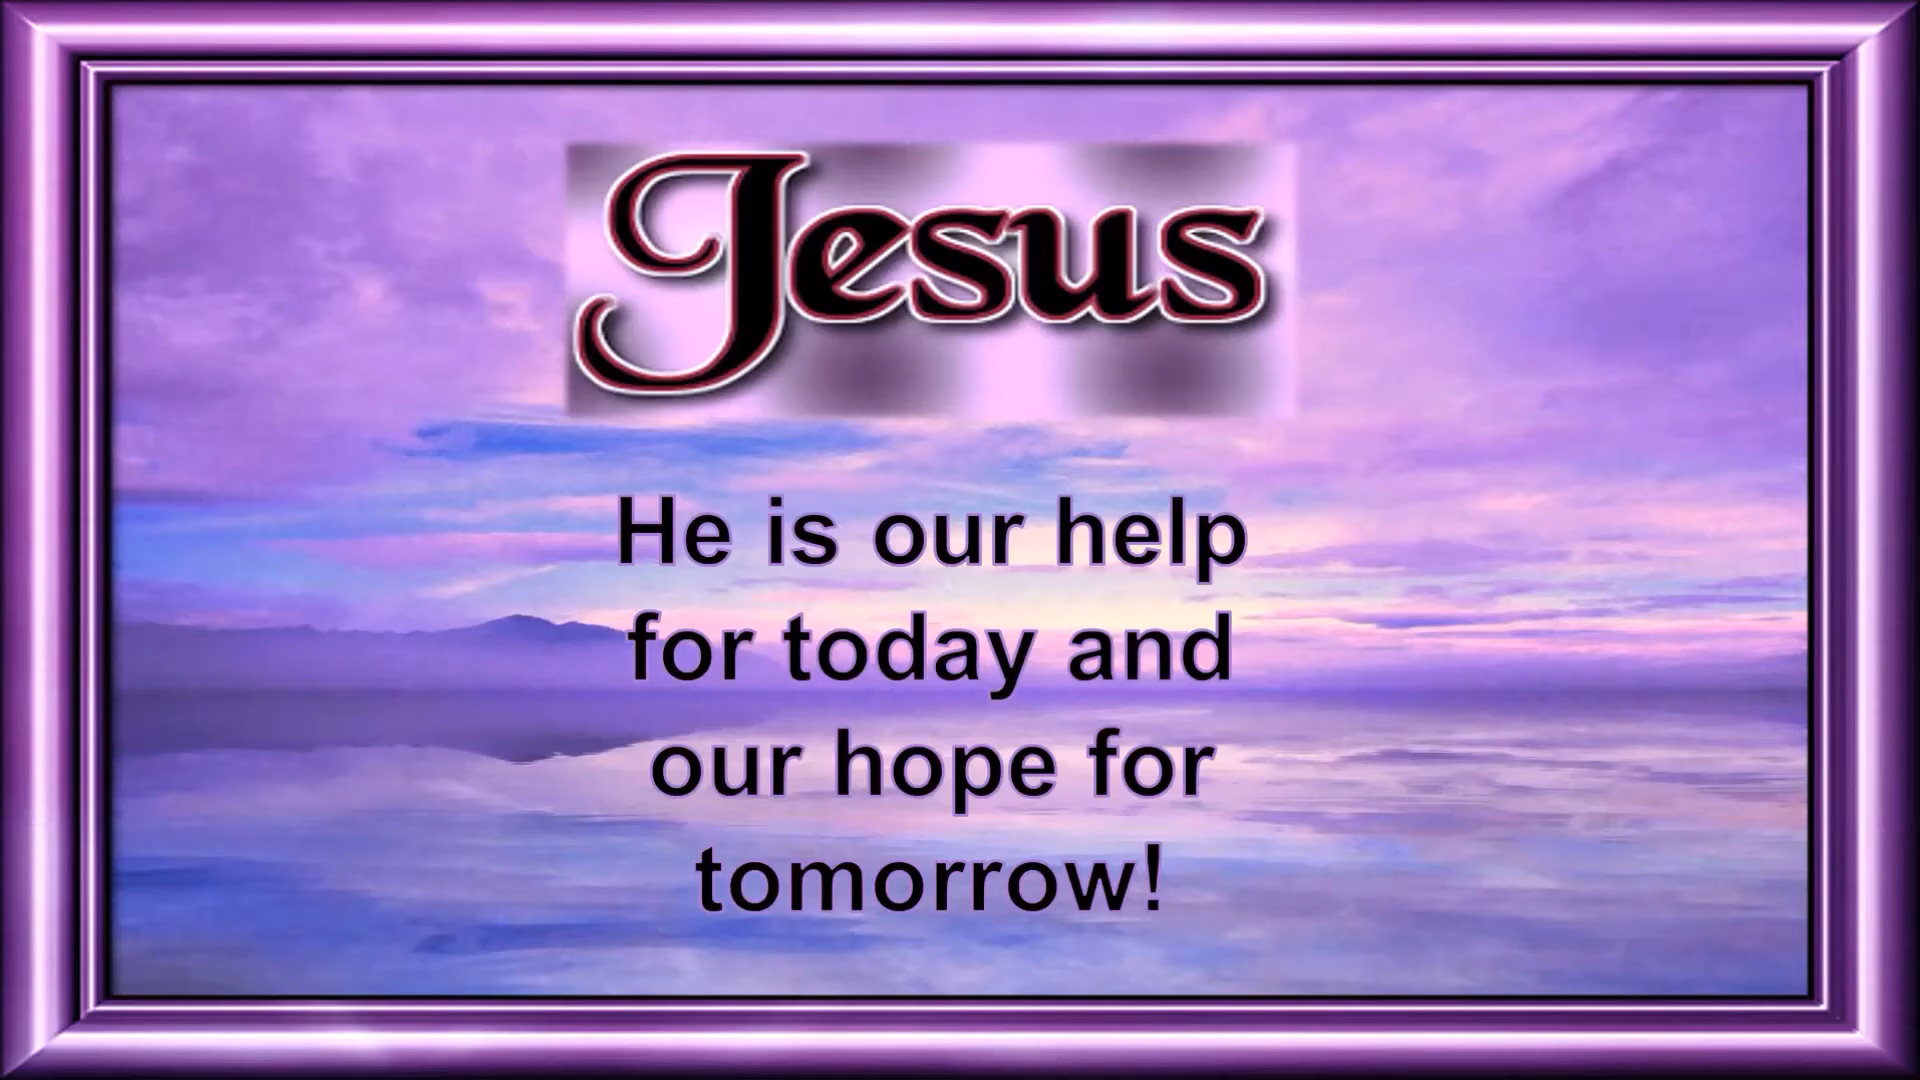 Jesus
He is our help
for today and
our hope for
tomorrow!